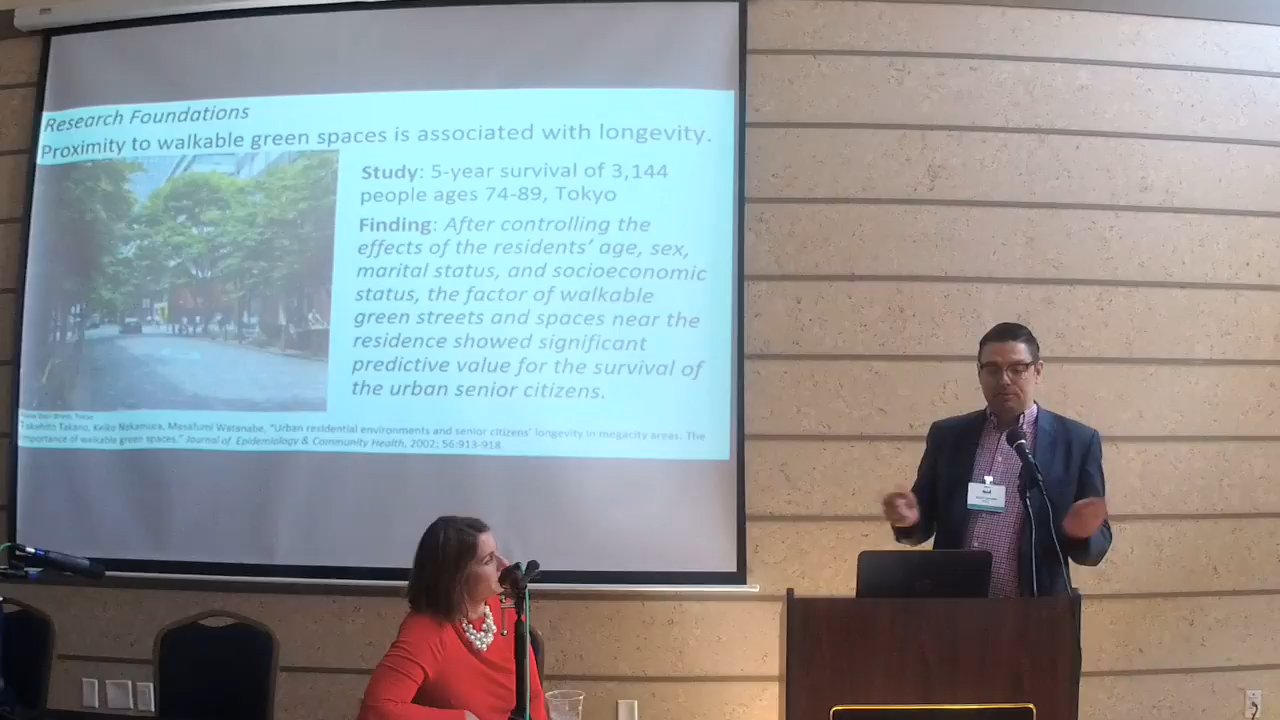 Research Foundations
Proximity to walkable green spaces is associated with longevity.
Study: 5-year survival of 3,144
people ages 74-89, Tokyo
Finding: After controlling the
effects of the residents' age, sex,
marital status, and socioeconomic
status, the factor of walkable
green streets and spaces near the
residence showed significant
predictive value for the survival of
the urban senior citizens.
Takehito Takano, Keiko Nakamura, Masafumi Watanabe, "Urban residential environments and senior citizens' longevity in megacity areas: The
importance of walkable green spaces." Journal of Epidemiology & Community Health, 2002; 56:913-918.